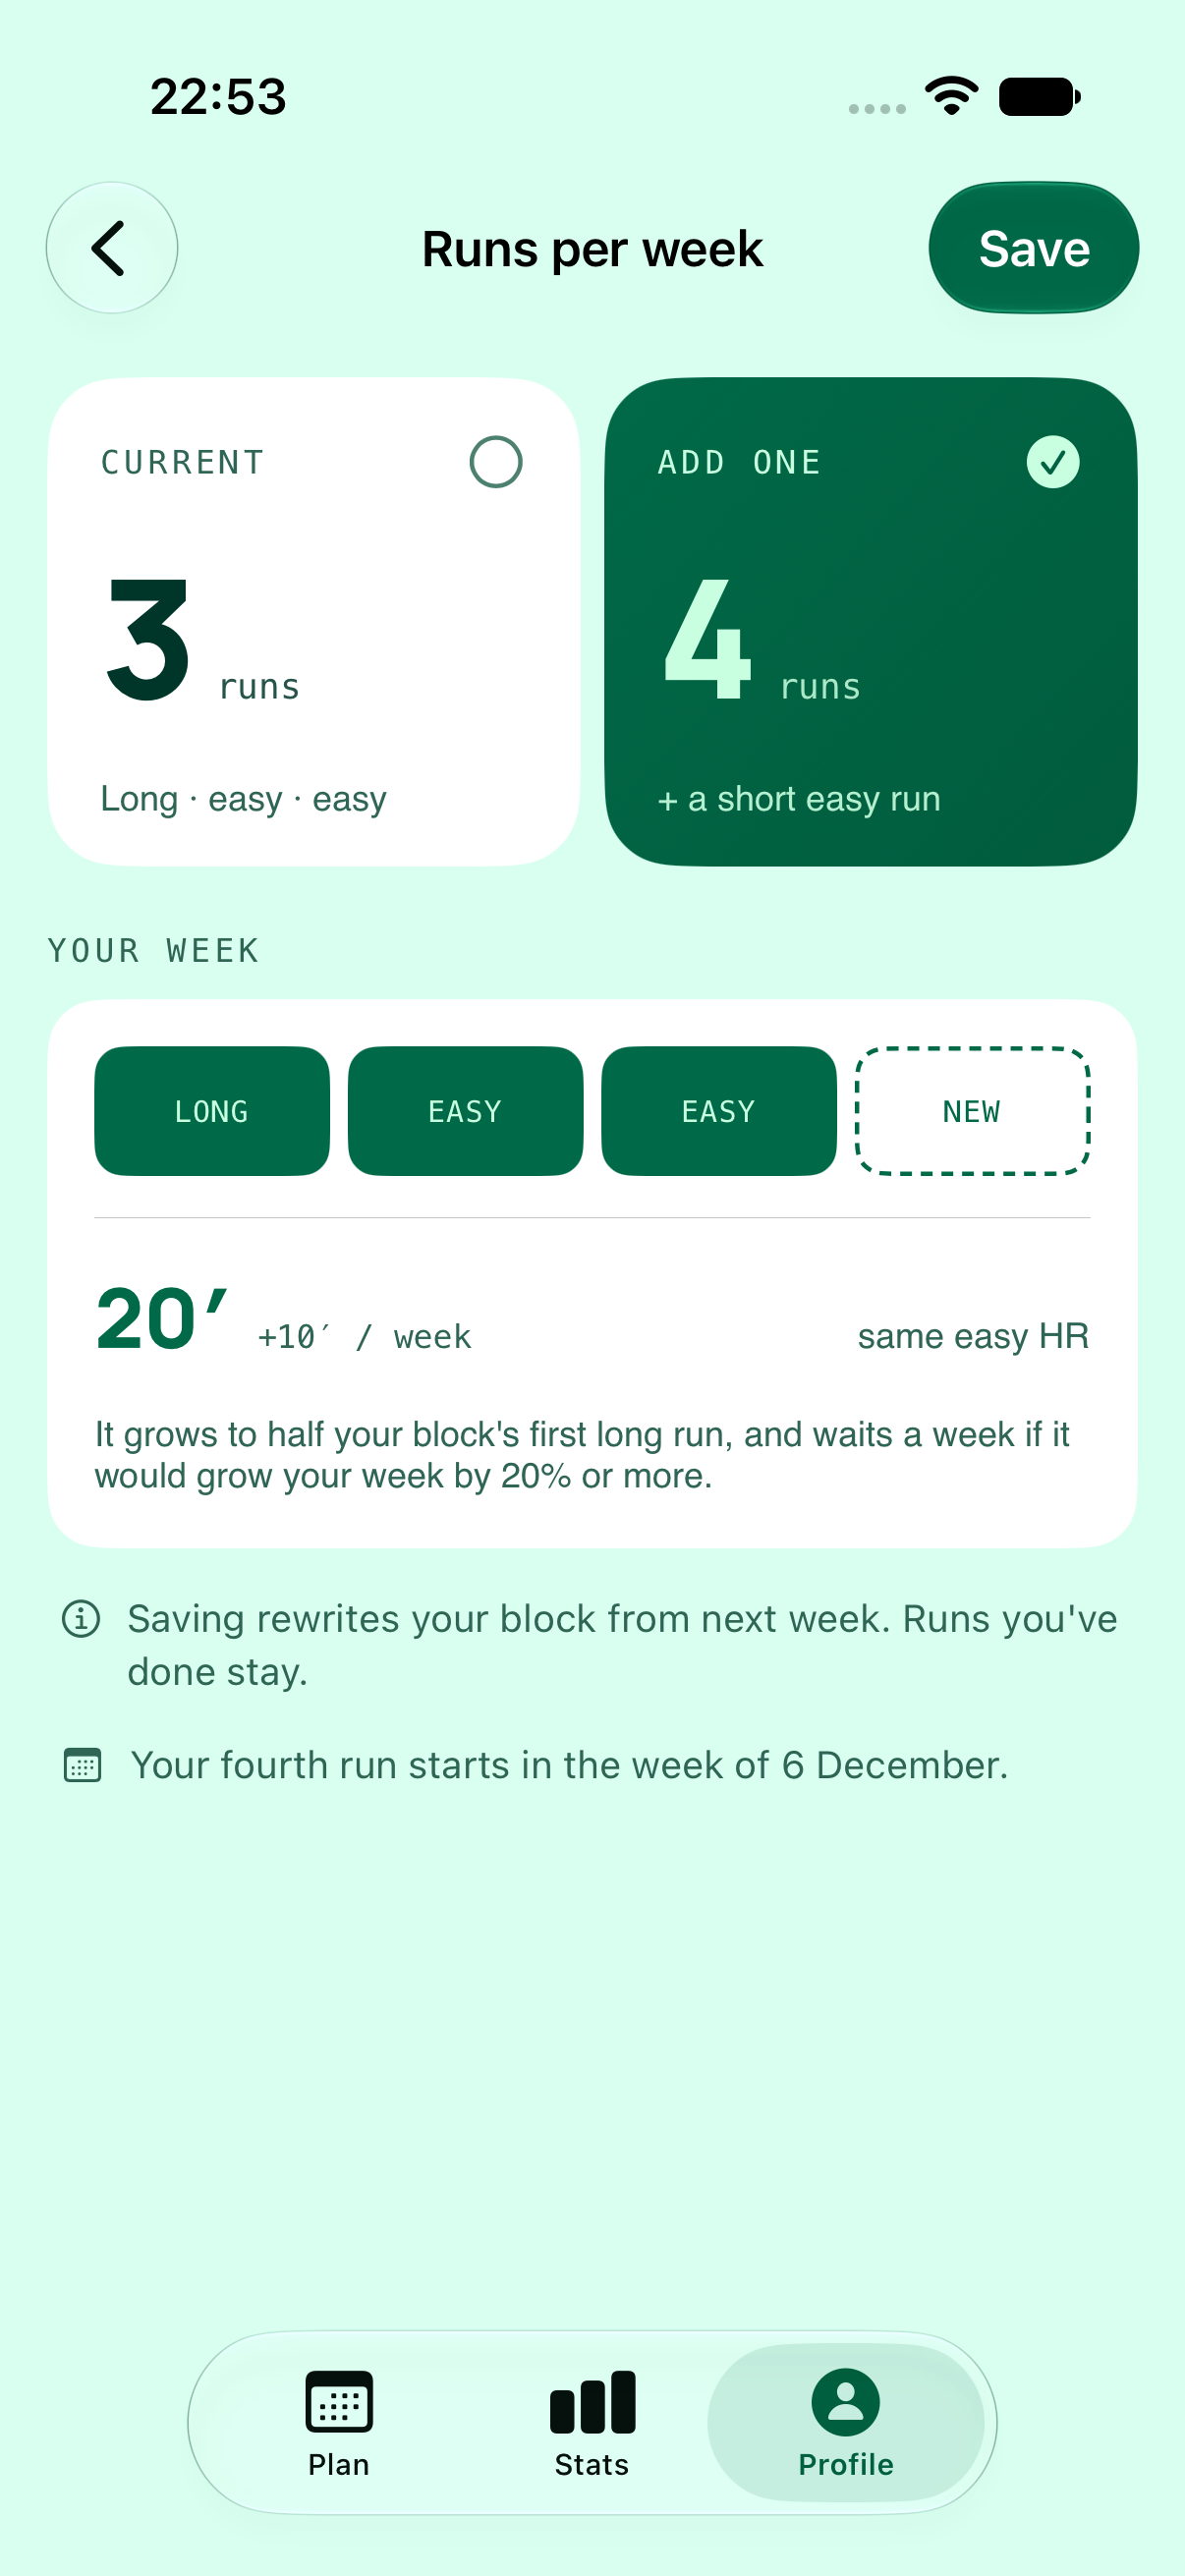 22:53
Runs per week
Save
CURRENT
ADD ONE
3 runs
4 runs
Long · easy · easy
+ a short easy run
YOUR WEEK
LONG
EASY
EASY
NEW
20′ +10′ / week
same easy HR
It grows to half your block's first long run, and waits a week if it
would grow your week by 20% or more.
Saving rewrites your block from next week. Runs you've
done stay.
Your fourth run starts in the week of 6 December.
Plan
Stats
Profile